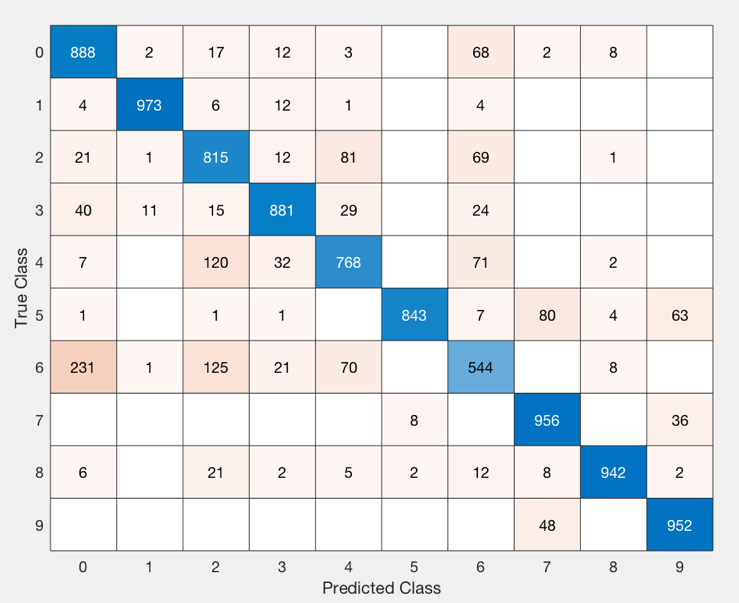 0 888 2 17 12 3 68 2 8
1 4 973 6 12 1 4
2 21 1 815 12 81 69 1
3 40 11 15 881 29 24
4 7 120 32 768 71 2
5 1 1 1 843 7 80 4 63
6 231 1 125 21 70 544 8
7 8 956 36
8 6 21 2 5 2 12 8 942 2
9 48 952
0 1 2 3 4 5 6 7 8 9
True Class
Predicted Class